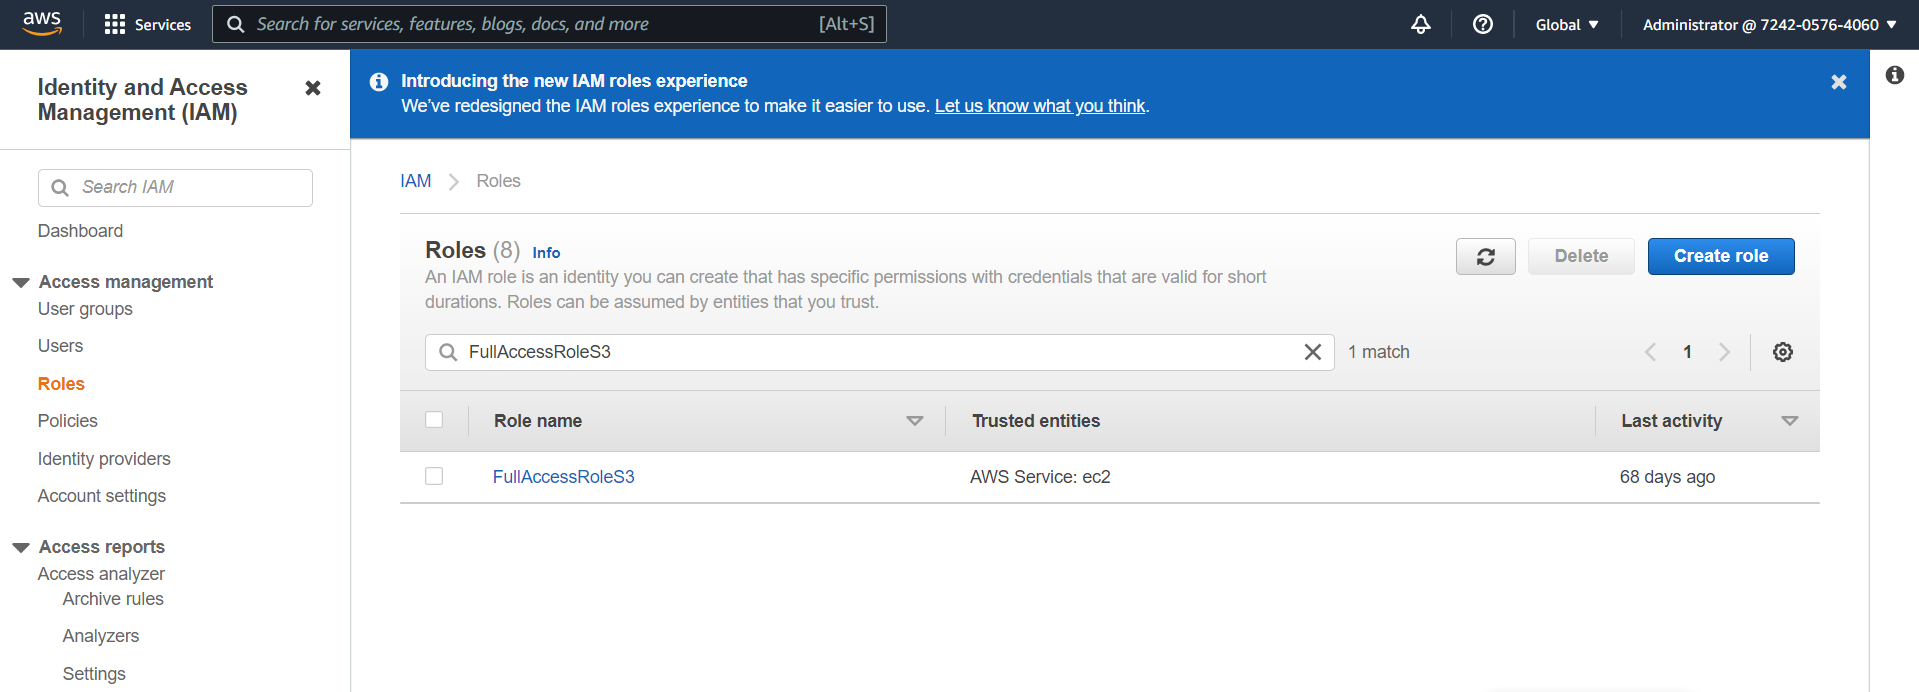 aws
Services
Search for services, features, blogs, docs, and more
[Alt+S]
Global
Administrator @ 7242-0576-4060
Identity and Access
Management (IAM)
Search IAM
Dashboard
Access management
User groups
Users
Roles
Policies
Identity providers
Account settings
Access reports
Access analyzer
Archive rules
Analyzers
Settings
Introducing the new IAM roles experience
We've redesigned the IAM roles experience to make it easier to use. Let us know what you think.
IAM
Roles
Roles (8) Info
An IAM role is an identity you can create that has specific permissions with credentials that are valid for short
durations. Roles can be assumed by entities that you trust.
Delete
Create role
FullAccessRoleS3
1 match
1
Role name
Trusted entities
Last activity
FullAccessRoleS3
AWS Service: ec2
68 days ago